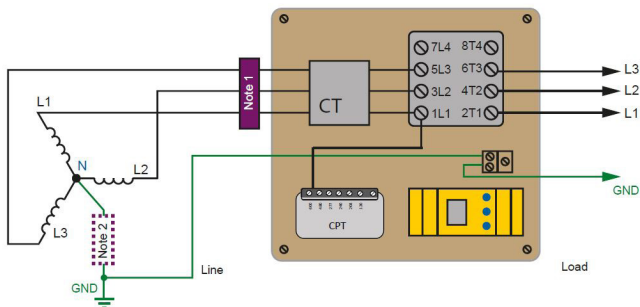 7L4 8T4
5L3 6T3
3L2 4T2
1L1 2T1
L3
L2
L1
Note 1
CT
L1
N
L2
L3
Note 2
GND
Line
CPT
GND
Load